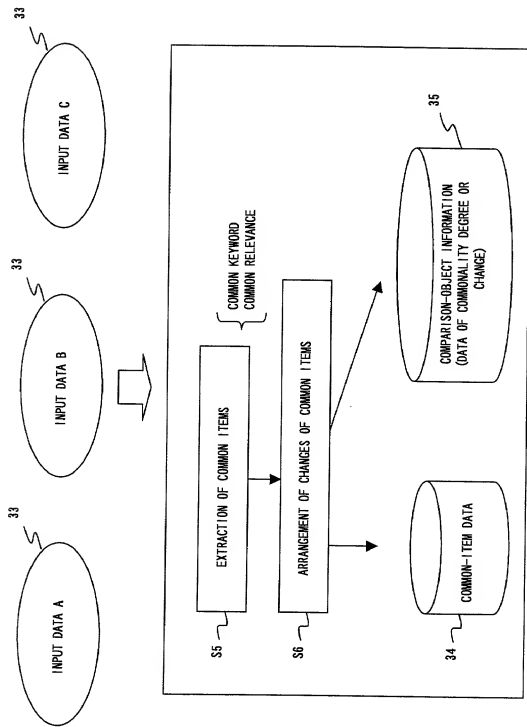 33
33
33
INPUT DATA A
INPUT DATA B
INPUT DATA C
S5
EXTRACTION OF COMMON ITEMS
COMMON KEYWORD
COMMON RELEVANCE
S6
ARRANGEMENT OF CHANGES OF COMMON ITEMS
34
COMMON-ITEM DATA
35
COMPARISON-OBJECT INFORMATION
(DATA OF COMMONALITY DEGREE OR
CHANGE)